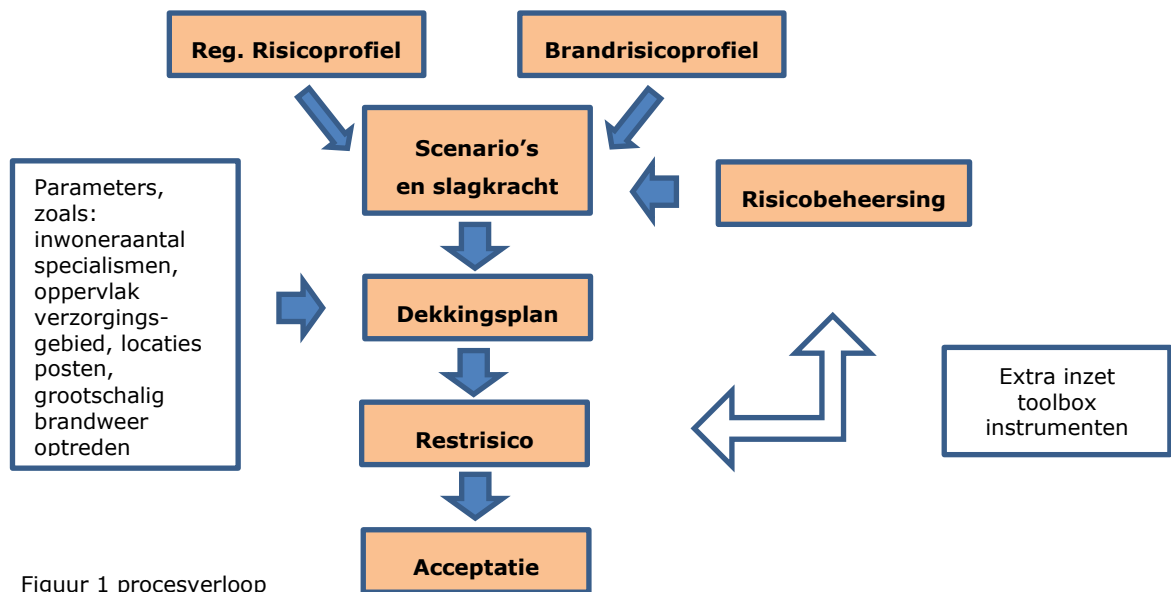 Reg. Risicoprofiel
Brandrisicoprofiel
Scenario’s
en slagkracht
Risicobeheersing
Parameters,
zoals:
inwoneraantal
specialismen,
oppervlak
verzorgings-
gebied, locaties
posten,
grootschalig
brandweer
optreden
Dekkingsplan
Extra inzet
toolbox
instrumenten
Restrisico
Acceptatie
Figuur 1 procesverloop